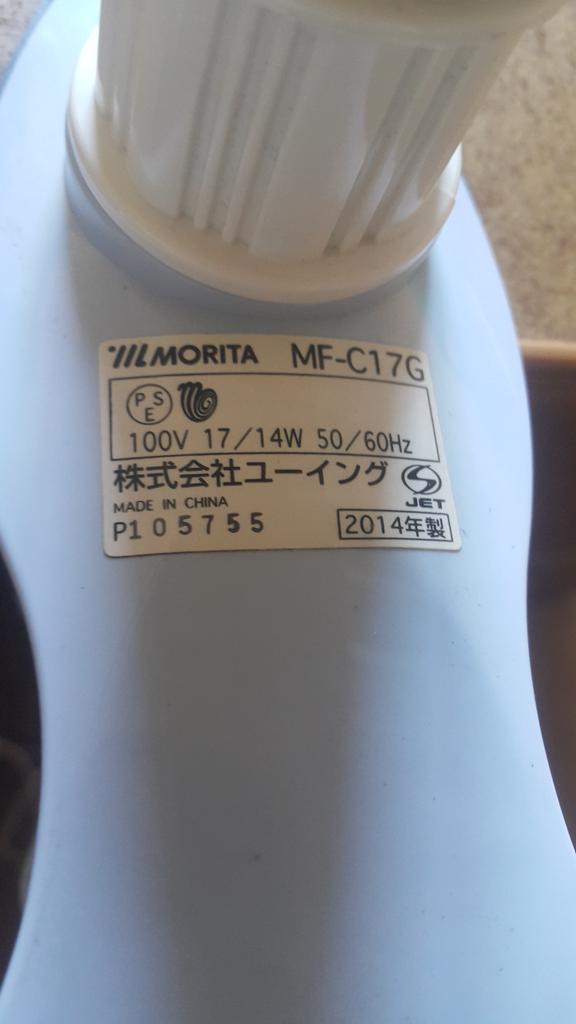 MORITA MF-C17G
PSE
100V 17/14W 50/60Hz
株式会社ユーイング
JET
MADE IN CHINA
P105755 2014年製